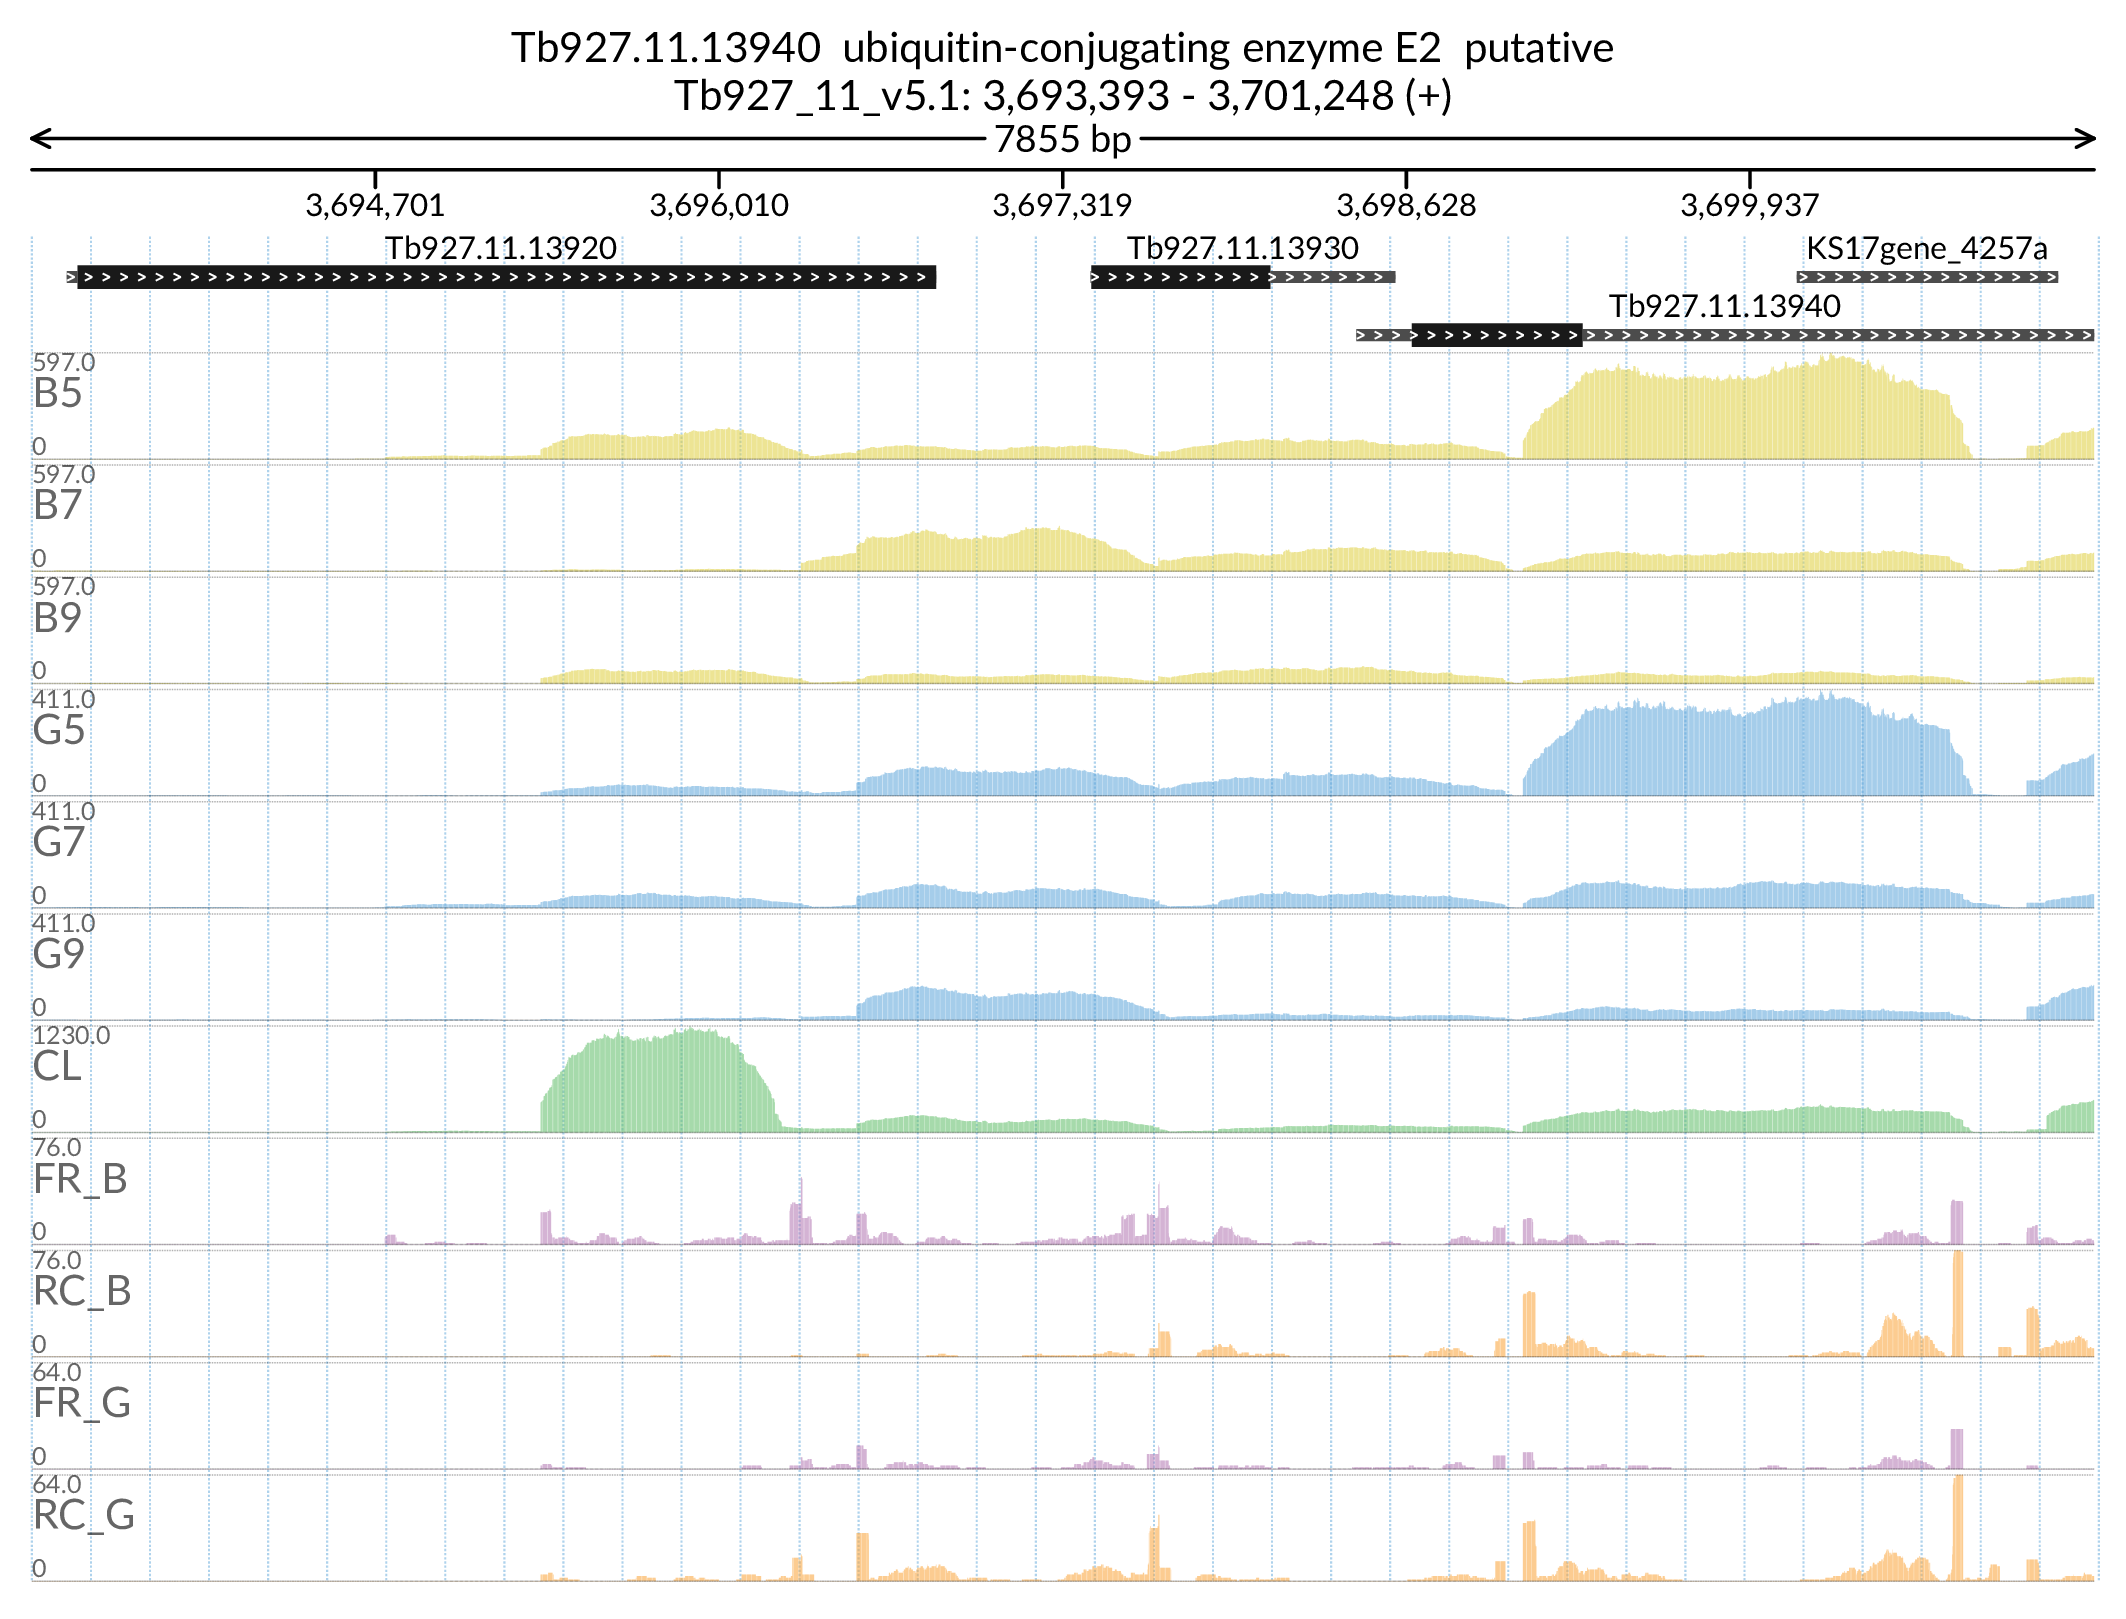 Tb927.11.13940  ubiquitin-conjugating enzyme E2  putative
Tb927_11_v5.1: 3,693,393 - 3,701,248 (+)
7855 bp
3,694,701 3,696,010 3,697,319 3,698,628 3,699,937
Tb927.11.13920 Tb927.11.13930 KS17gene_4257a
Tb927.11.13940
597.0
B5
0
597.0
B7
0
597.0
B9
0
411.0
G5
0
411.0
G7
0
411.0
G9
0
1230.0
CL
0
76.0
FR_B
0
76.0
RC_B
0
64.0
FR_G
0
64.0
RC_G
0